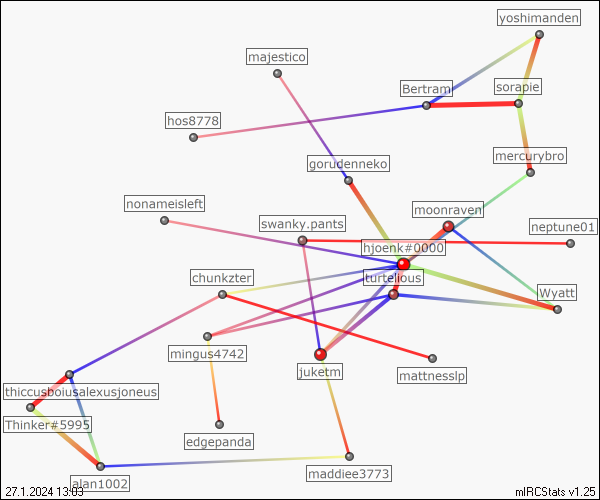 yoshimanden
majestico
Bertram
sorapie
hos8778
mercurybro
gorudenneko
nonameisleft
moonraven
swanky.pants
neptune01
hjoenk#0000
chunkzter
turtelious
Wyatt
mingus4742
juketm
mattnesslp
thiccusboiusalexusjoneus
Thinker#5995
edgepanda
maddiee3773
alan1002
27.1.2024 13:03
mIRCStats v1.25